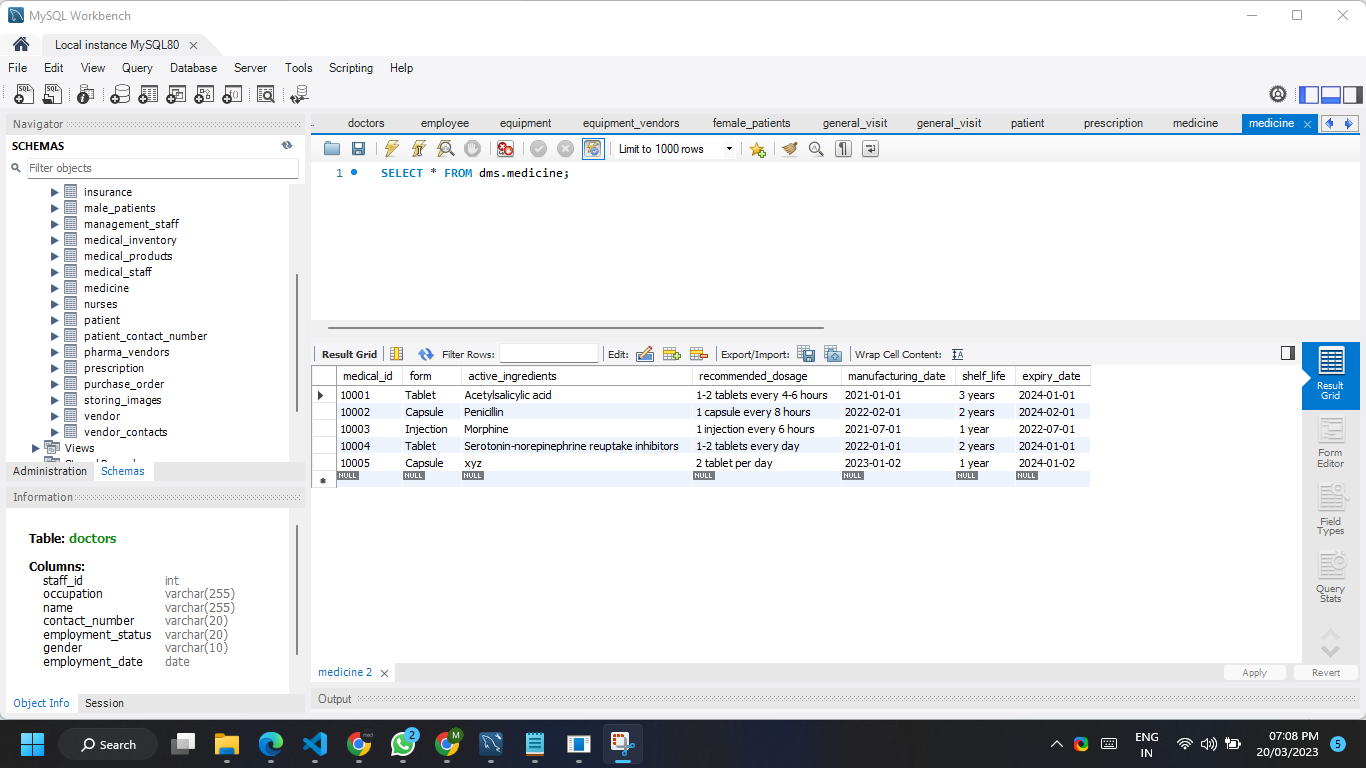 MySQL Workbench
Local instance MySQL80
File Edit View Query Database Server Tools Scripting Help
Navigator
SCHEMAS
Filter objects
insurance
male_patients
management_staff
medical_inventory
medical_products
medical_staff
medicine
nurses
patient
patient_contact_number
pharma_vendors
prescription
purchase_order
storing_images
vendor
vendor_contacts
Views
Administration Schemas
Information
Table: doctors
Columns:
staff_id int
occupation varchar(255)
name varchar(255)
contact_number varchar(20)
employment_status varchar(20)
gender varchar(10)
employment_date date
Object Info Session
doctors employee equipment equipment_vendors female_patients general_visit general_visit patient prescription medicine medicine
Limit to 1000 rows
1 SELECT * FROM dms.medicine;
Result Grid Filter Rows: Edit: Export/Import: Wrap Cell Content:
medical_id form active_ingredients recommended_dosage manufacturing_date shelf_life expiry_date
10001 Tablet Acetylsalicylic acid 1-2 tablets every 4-6 hours 2021-01-01 3 years 2024-01-01
10002 Capsule Penicillin 1 capsule every 8 hours 2022-02-01 2 years 2024-02-01
10003 Injection Morphine 1 injection every 6 hours 2021-07-01 1 year 2022-07-01
10004 Tablet Serotonin-norepinephrine reuptake inhibitors 1-2 tablets every day 2022-01-01 2 years 2024-01-01
10005 Capsule xyz 2 tablet per day 2023-01-02 1 year 2024-01-02
NULL NULL NULL NULL NULL NULL NULL
Result
Grid
Form
Editor
Field
Types
Query
Stats
medicine 2
Apply Revert
Output
Search
2
M
ENG
IN
07:08 PM
20/03/2023
5